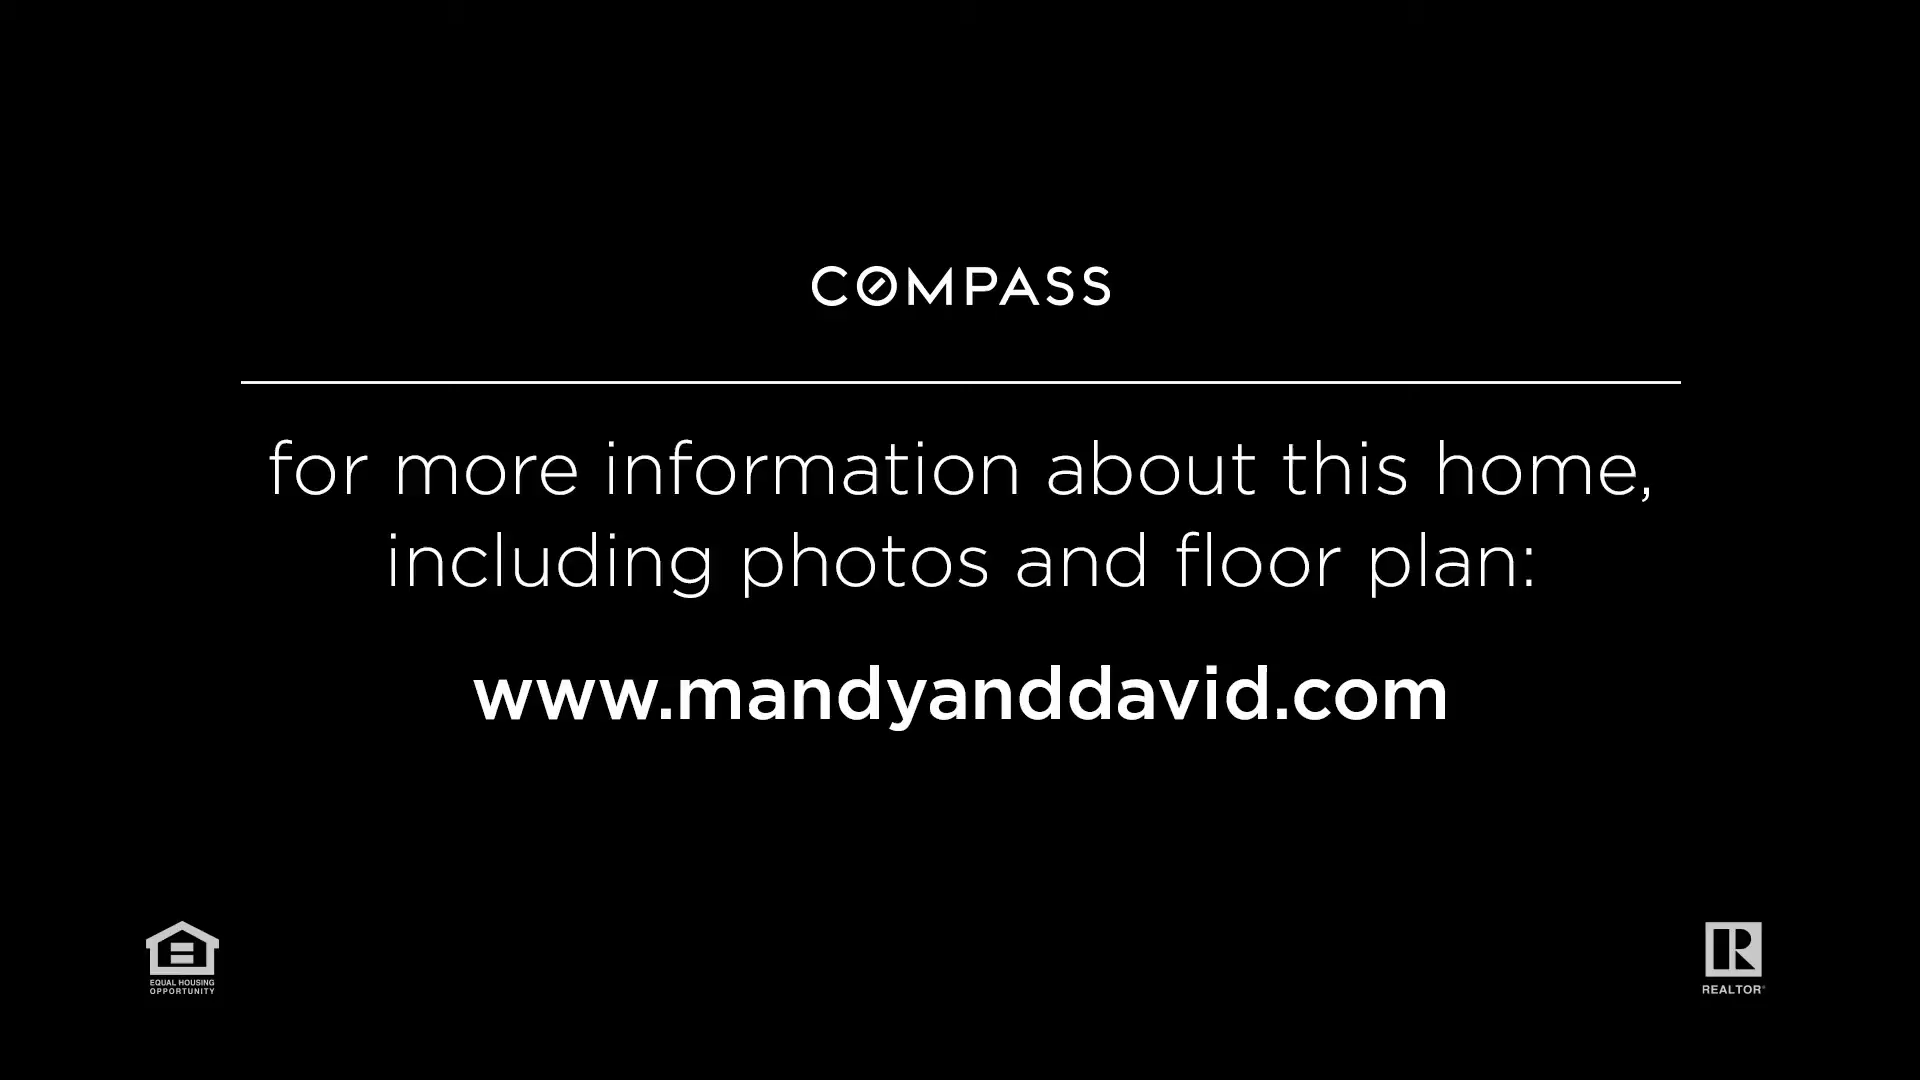 COMPASS
for more information about this home,
including photos and floor plan:
www.mandyanddavid.com
EQUAL HOUSING
OPPORTUNITY
REALTOR®